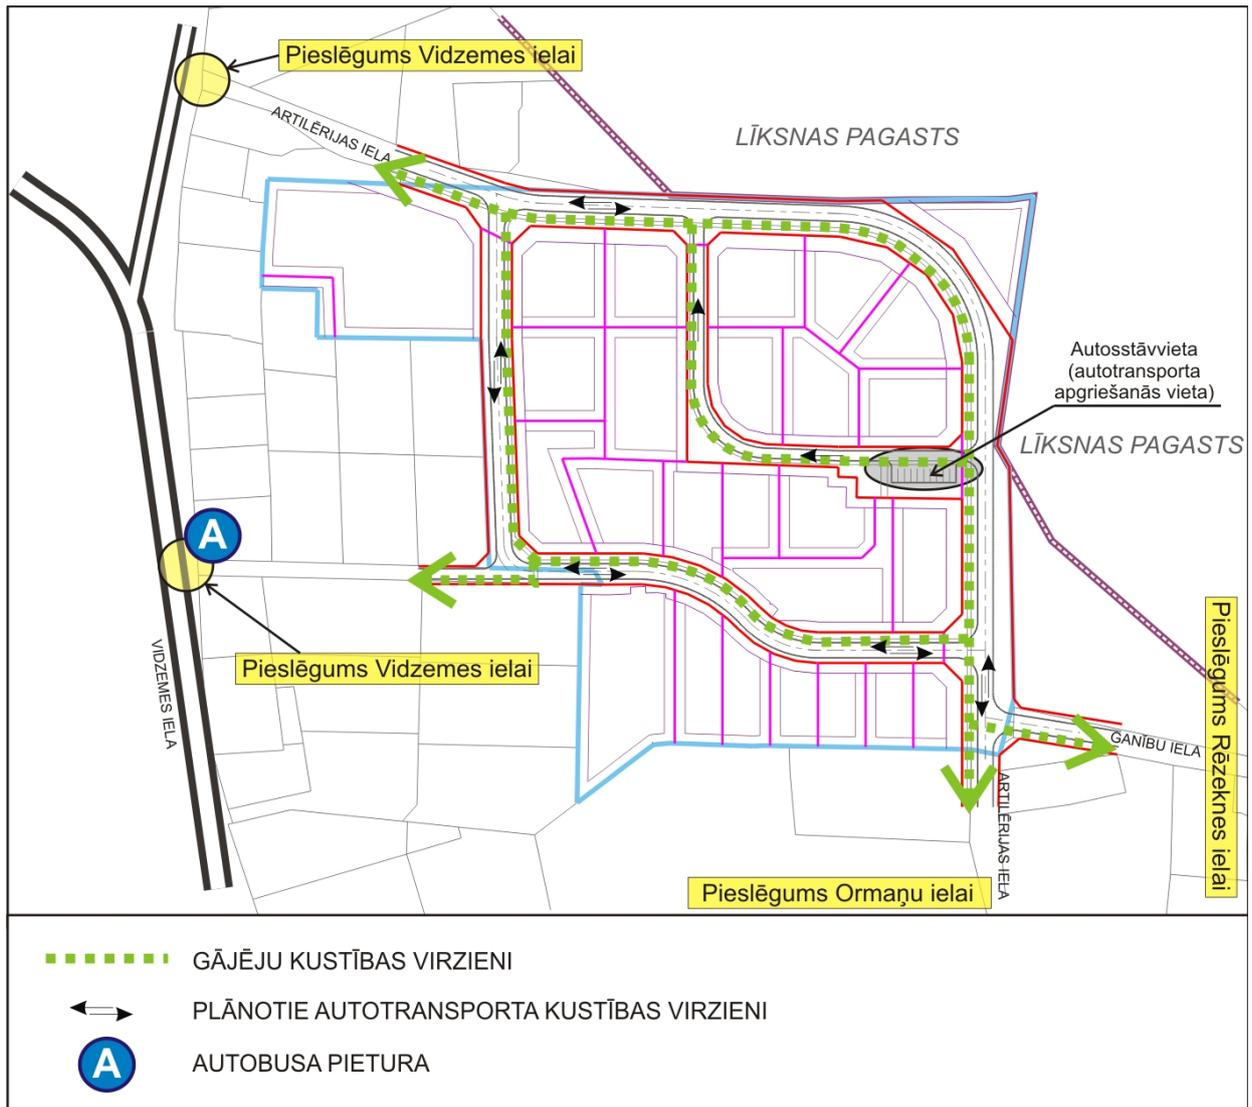 Pieslēgums Vidzemes ielai
ARTILĒRIJAS IELA
LĪKSNAS PAGASTS
Autosstāvvieta
(autotransporta
apgriešanās vieta)
LĪKSNAS PAGASTS
A
Pieslēgums Vidzemes ielai
VIDZEMES IELA
Pieslēgums Rēzeknes ielai
GANĪBU IELA
ARTILĒRIJAS IELA
Pieslēgums Ormaņu ielai
GĀJĒJU KUSTĪBAS VIRZIENI
PLĀNOTIE AUTOTRANSPORTA KUSTĪBAS VIRZIENI
A AUTOBUSA PIETURA